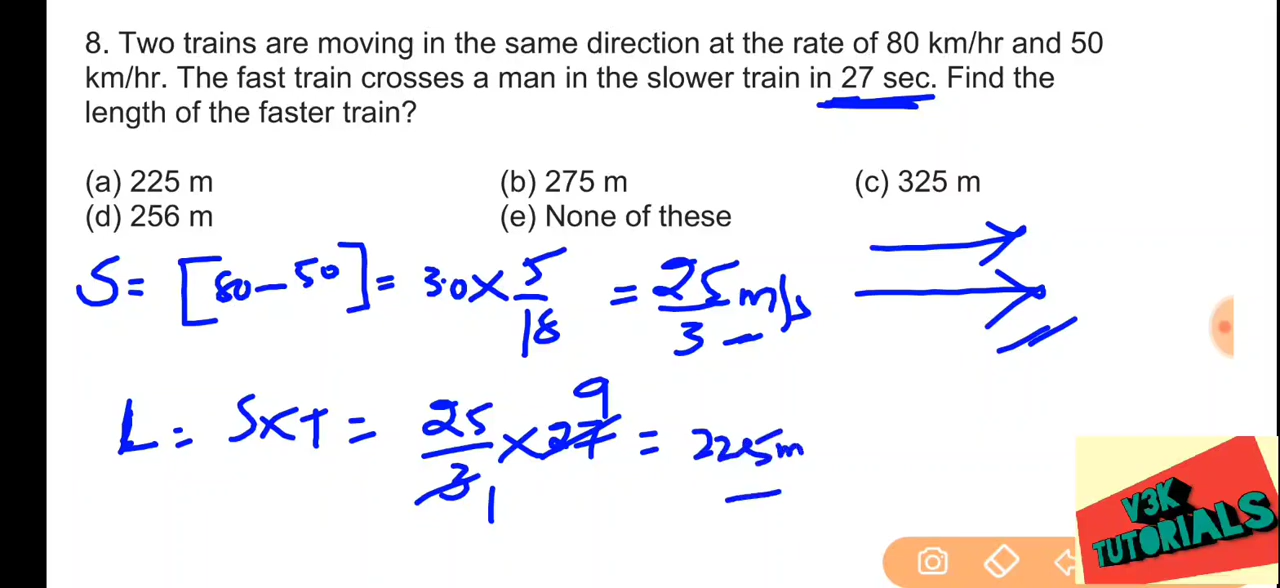 8. Two trains are moving in the same direction at the rate of 80 km/hr and 50
km/hr. The fast train crosses a man in the slower train in 27 sec. Find the
length of the faster train?
(a) 225 m (b) 275 m (c) 325 m
(d) 256 m (e) None of these
S = [80-50] = 30 × 5/18 = 25/3 m/s
L = S×T = 25/3 × 27 = 225m
9
1
V3K
TUTORIALS